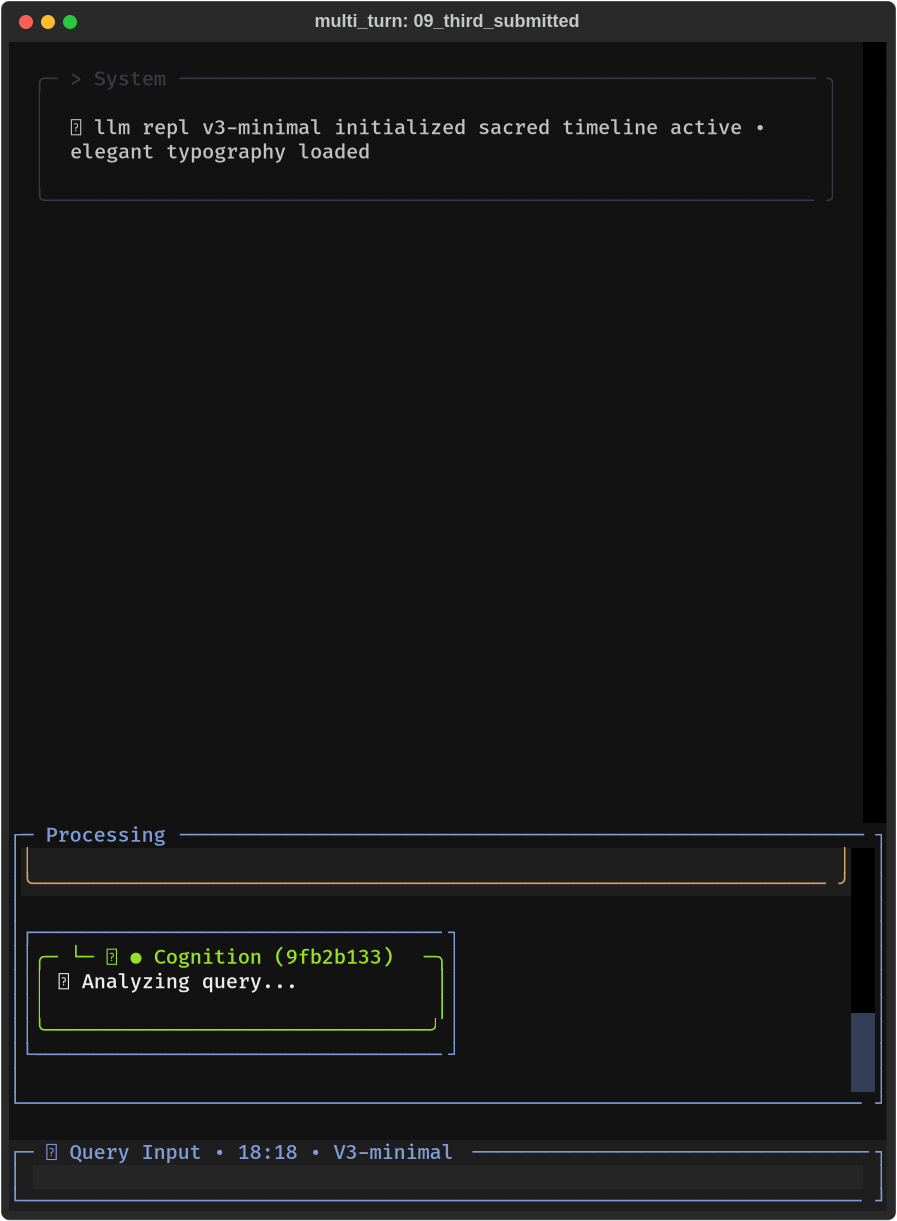 multi_turn: 09_third_submitted
> System
llm repl v3-minimal initialized sacred timeline active •
elegant typography loaded
Processing
└─ ● Cognition (9fb2b133)
Analyzing query...
Query Input • 18:18 • V3-minimal